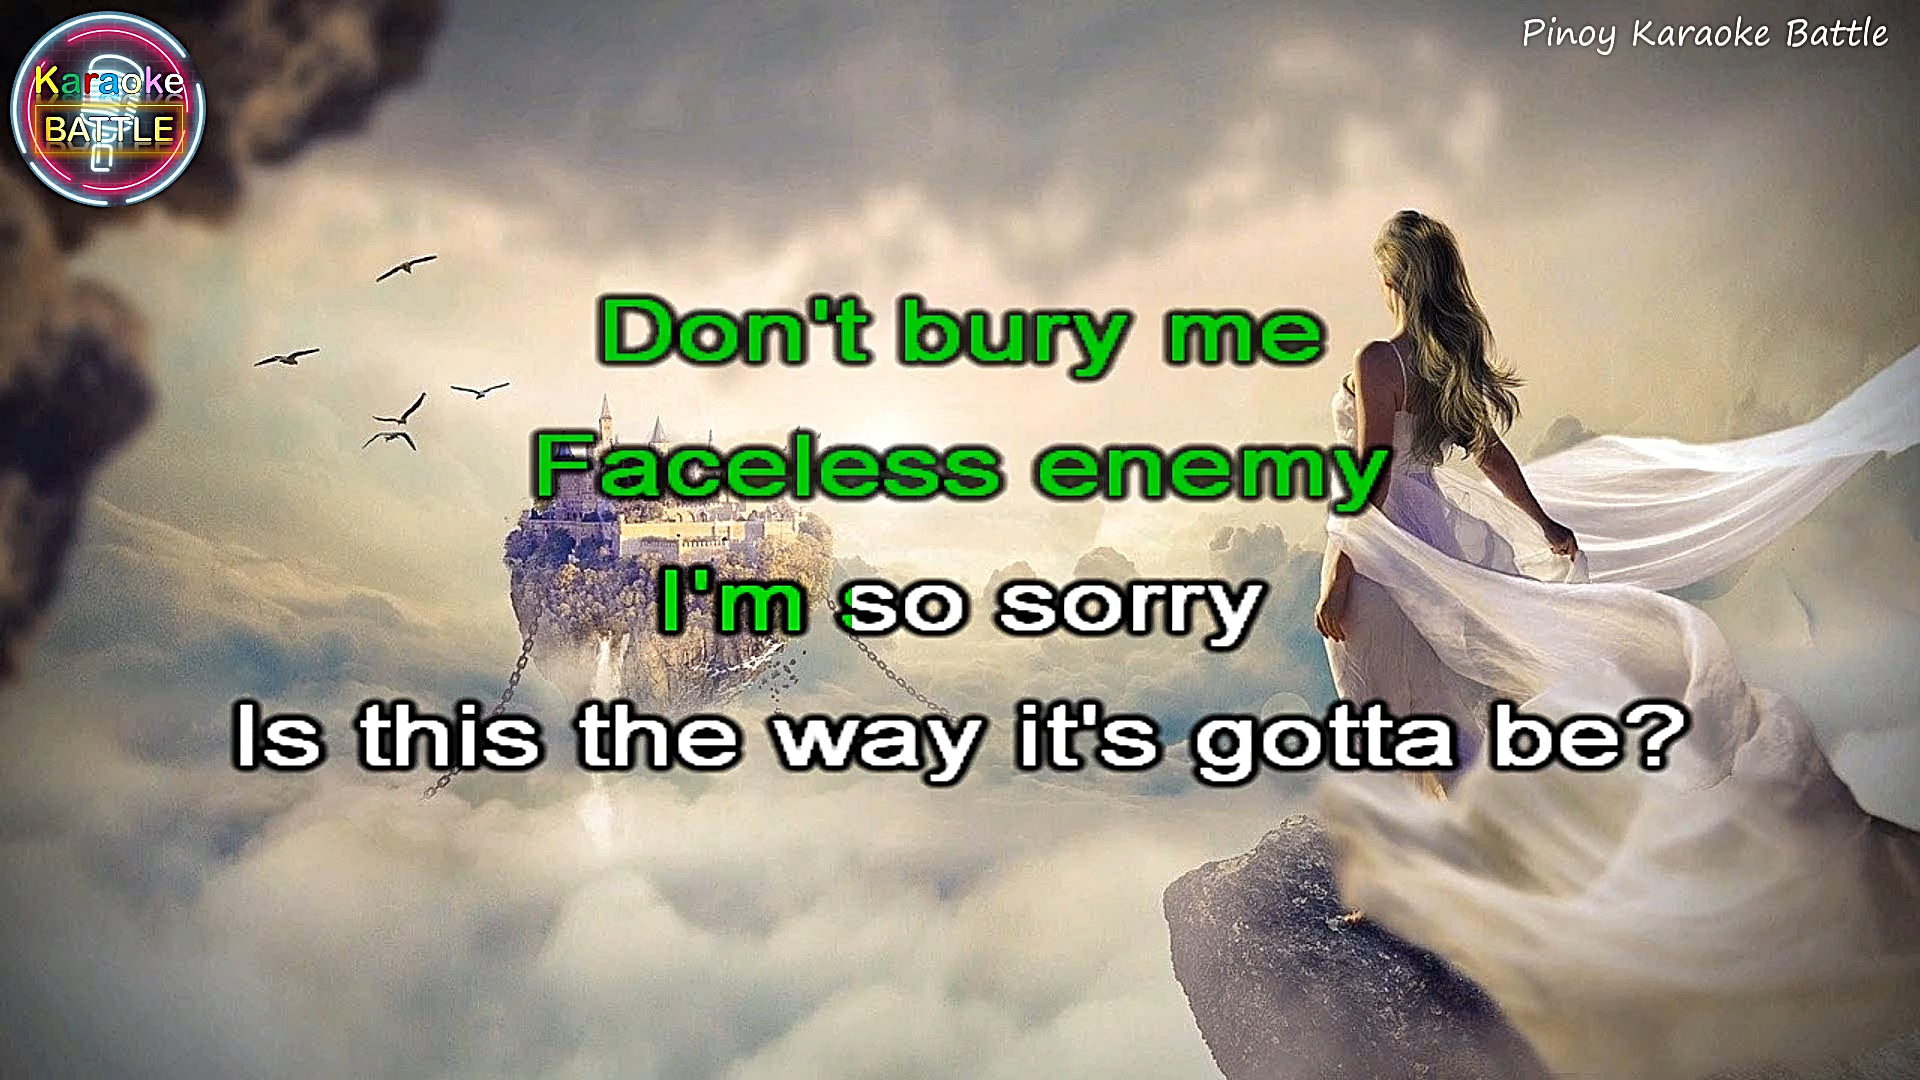 Karaoke
BATTLE
Pinoy Karaoke Battle
Don't bury me
Faceless enemy
I'm so sorry
Is this the way it's gotta be?